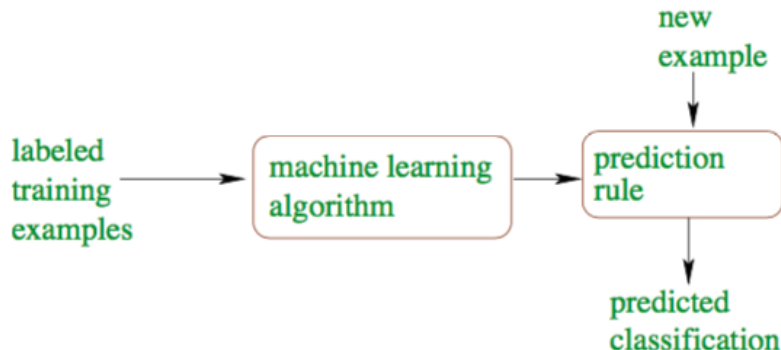 new
example
labeled
training
examples
machine learning
algorithm
prediction
rule
predicted
classification